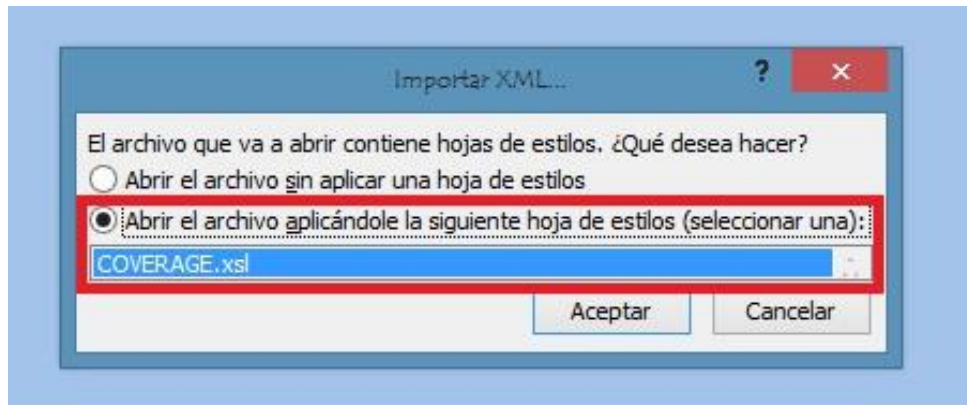 Importar XML...
?
×
El archivo que va a abrir contiene hojas de estilos. ¿Qué desea hacer?
Abrir el archivo sin aplicar una hoja de estilos
Abrir el archivo aplicándole la siguiente hoja de estilos (seleccionar una):
COVERAGE.xsl
Aceptar
Cancelar